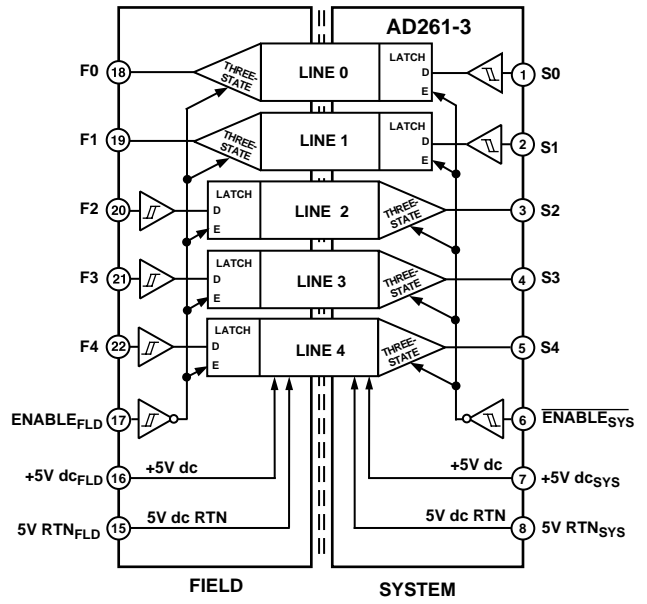 AD261-3
F0 18 THREE-STATE LINE 0 LATCH D E 1 S0
F1 19 THREE-STATE LINE 1 LATCH D E 2 S1
F2 20 LATCH D E LINE 2 THREE-STATE 3 S2
F3 21 LATCH D E LINE 3 THREE-STATE 4 S3
F4 22 LATCH D E LINE 4 THREE-STATE 5 S4
ENABLEFLD 17 6 ENABLESYS
+5V dcFLD 16 +5V dc +5V dc 7 +5V dcSYS
5V RTNFLD 15 5V dc RTN 5V dc RTN 8 5V RTNSYS
FIELD SYSTEM